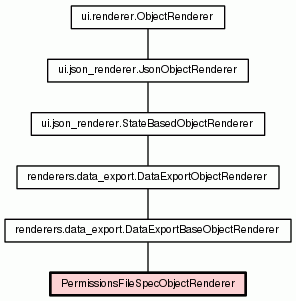 ui.renderer.ObjectRenderer
ui.json_renderer.JsonObjectRenderer
ui.json_renderer.StateBasedObjectRenderer
renderers.data_export.DataExportObjectRenderer
renderers.data_export.DataExportBaseObjectRenderer
PermissionsFileSpecObjectRenderer